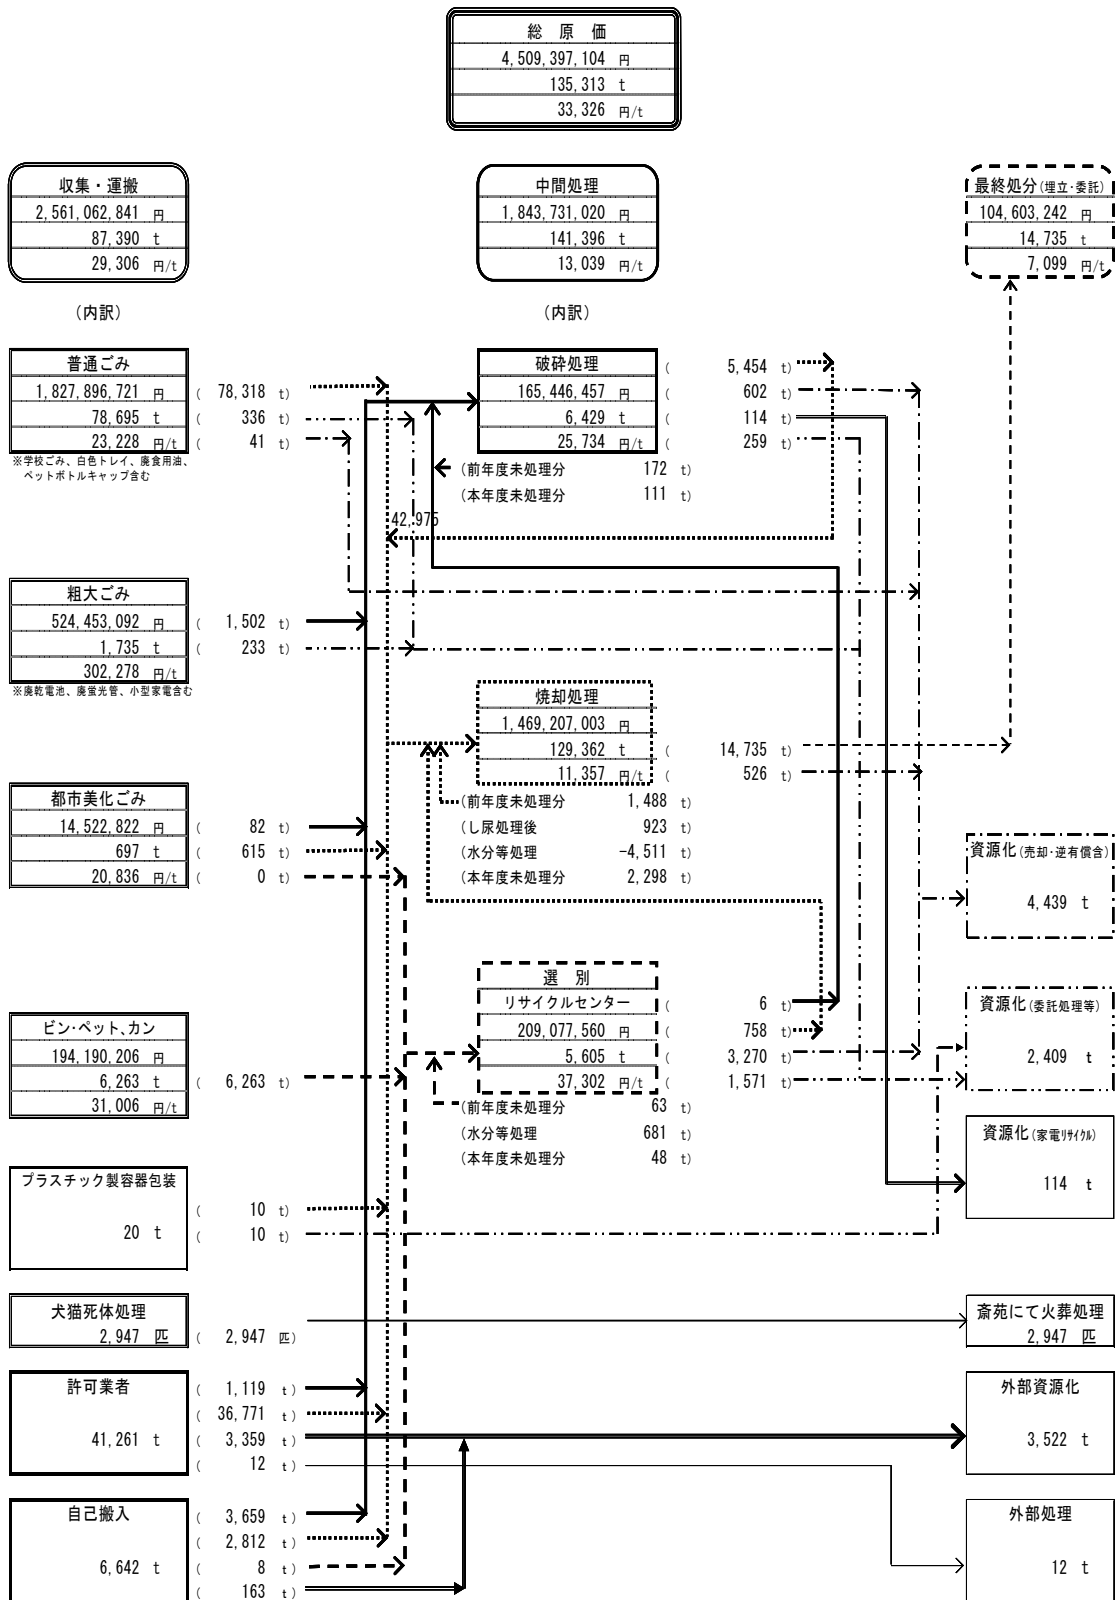 総 原 価
4,509,397,104 円
135,313 t
33,326 円/t
収集・運搬
2,561,062,841 円
87,390 t
29,306 円/t
中間処理
1,843,731,020 円
141,396 t
13,039 円/t
最終処分(埋立・委託)
104,603,242 円
14,735 t
7,099 円/t
(内訳)
(内訳)
普通ごみ
1,827,896,721 円
78,695 t
23,228 円/t
( 78,318 t)
( 336 t)
( 41 t)
※学校ごみ、白色トレイ、廃食用油、
ペットボトルキャップ含む
破砕処理
165,446,457 円
6,429 t
25,734 円/t
( 5,454 t)
( 602 t)
( 114 t)
( 259 t)
(前年度未処理分 172 t)
(本年度未処理分 111 t)
42,975
粗大ごみ
524,453,092 円
1,735 t
302,278 円/t
( 1,502 t)
( 233 t)
※廃乾電池、廃蛍光管、小型家電含む
焼却処理
1,469,207,003 円
129,362 t
11,357 円/t
( 14,735 t)
( 526 t)
(前年度未処理分 1,488 t)
(し尿処理後 923 t)
(水分等処理 -4,511 t)
(本年度未処理分 2,298 t)
都市美化ごみ
14,522,822 円
697 t
20,836 円/t
( 82 t)
( 615 t)
( 0 t)
資源化(売却・逆有償含)
4,439 t
選 別
リサイクルセンター
209,077,560 円
5,605 t
37,302 円/t
( 6 t)
( 758 t)
( 3,270 t)
( 1,571 t)
(前年度未処理分 63 t)
(水分等処理 681 t)
(本年度未処理分 48 t)
資源化(委託処理等)
2,409 t
ビン・ペット、カン
194,190,206 円
6,263 t
31,006 円/t
( 6,263 t)
資源化(家電リサイクル)
114 t
プラスチック製容器包装
20 t
( 10 t)
( 10 t)
犬猫死体処理
2,947 匹
( 2,947 匹)
斎苑にて火葬処理
2,947 匹
許可業者
41,261 t
( 1,119 t)
( 36,771 t)
( 3,359 t)
( 12 t)
外部資源化
3,522 t
自己搬入
6,642 t
( 3,659 t)
( 2,812 t)
( 8 t)
( 163 t)
外部処理
12 t